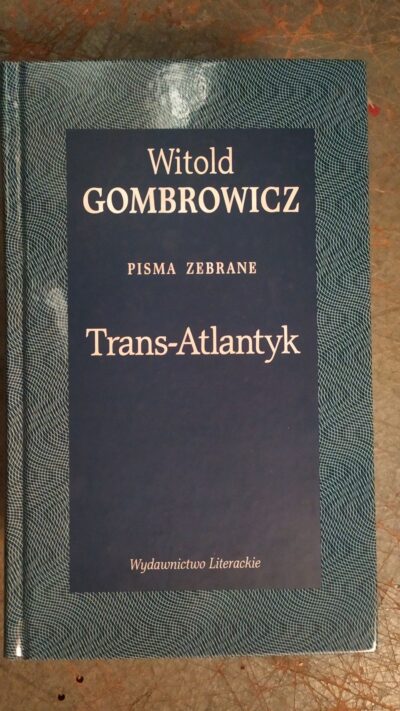 Witold
GOMBROWICZ
PISMA ZEBRANE
Trans-Atlantyk
Wydawnictwo Literackie